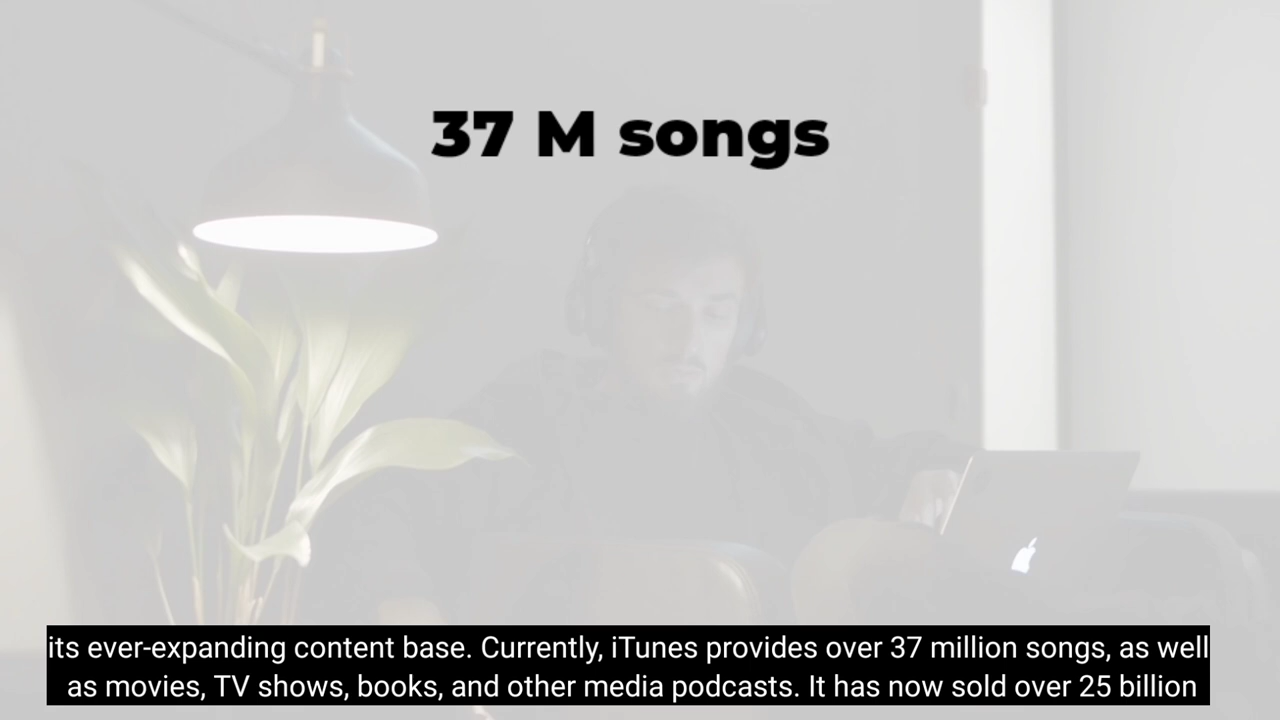 37 M songs
its ever-expanding content base. Currently, iTunes provides over 37 million songs, as well
as movies, TV shows, books, and other media podcasts. It has now sold over 25 billion